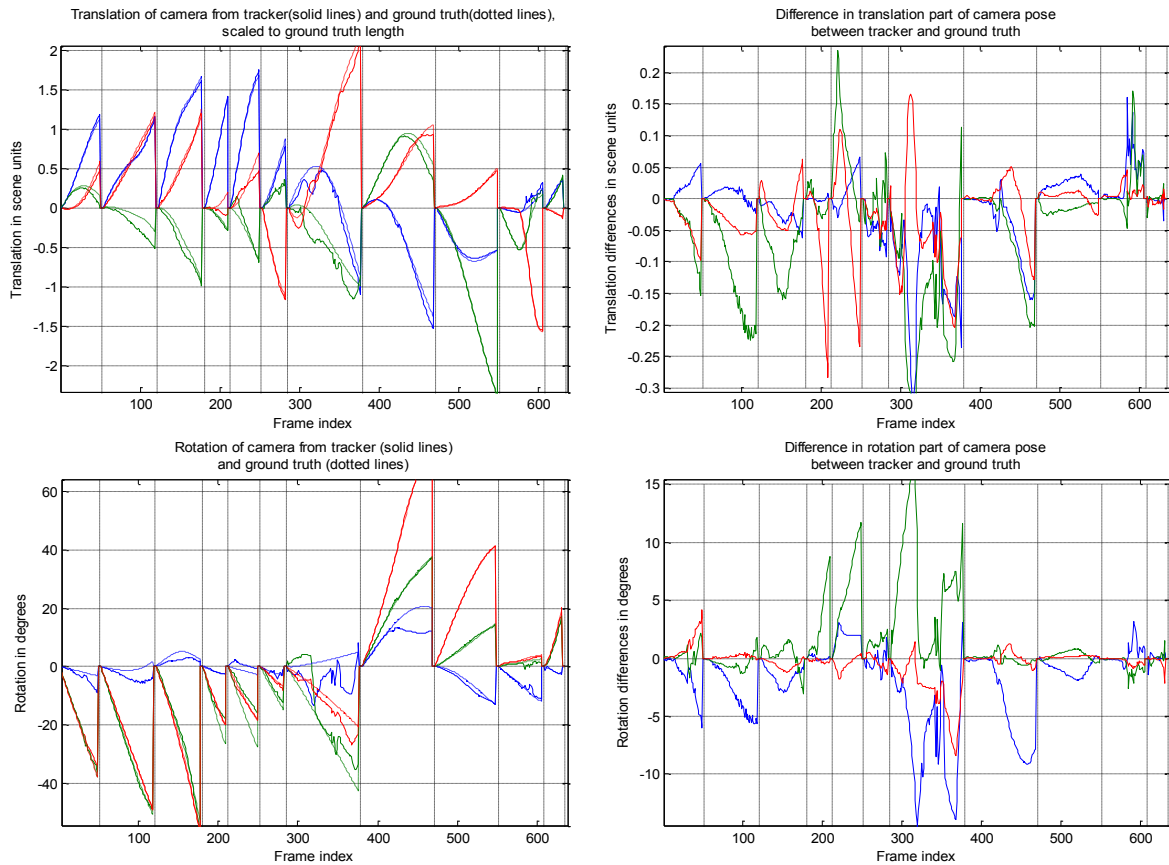 Translation of camera from tracker(solid lines) and ground truth(dotted lines),
scaled to ground truth length
2
1.5
1
0.5
0
-0.5
-1
-1.5
-2
Translation in scene units
100 200 300 400 500 600
Frame index
Difference in translation part of camera pose
between tracker and ground truth
0.2
0.15
0.1
0.05
0
-0.05
-0.1
-0.15
-0.2
-0.25
-0.3
Translation differences in scene units
100 200 300 400 500 600
Frame index
Rotation of camera from tracker (solid lines)
and ground truth (dotted lines)
60
40
20
0
-20
-40
Rotation in degrees
100 200 300 400 500 600
Frame index
Difference in rotation part of camera pose
between tracker and ground truth
15
10
5
0
-5
-10
Rotation differences in degrees
100 200 300 400 500 600
Frame index